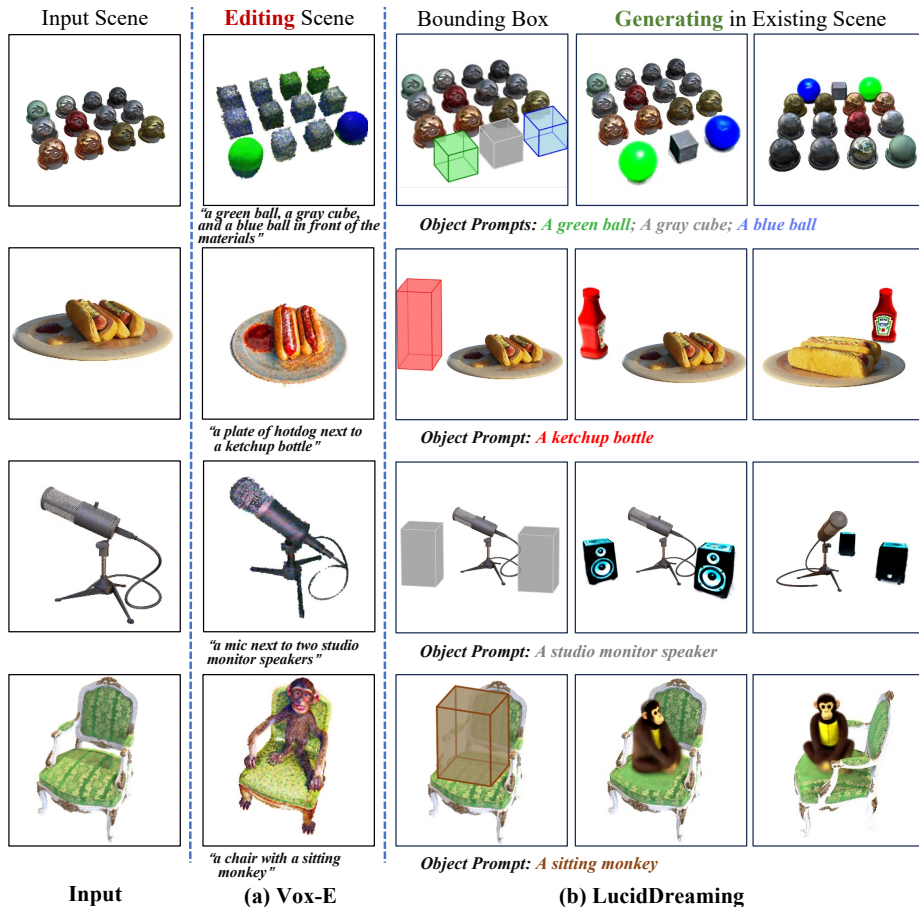 Input Scene
Editing Scene
Bounding Box
Generating in Existing Scene
“a green ball, a gray cube,
and a blue ball in front of the
materials”
Object Prompts: A green ball; A gray cube; A blue ball
“a plate of hotdog next to
a ketchup bottle”
Object Prompt: A ketchup bottle
“a mic next to two studio
monitor speakers”
Object Prompt: A studio monitor speaker
“a chair with a sitting
monkey”
Object Prompt: A sitting monkey
Input
(a) Vox-E
(b) LucidDreaming